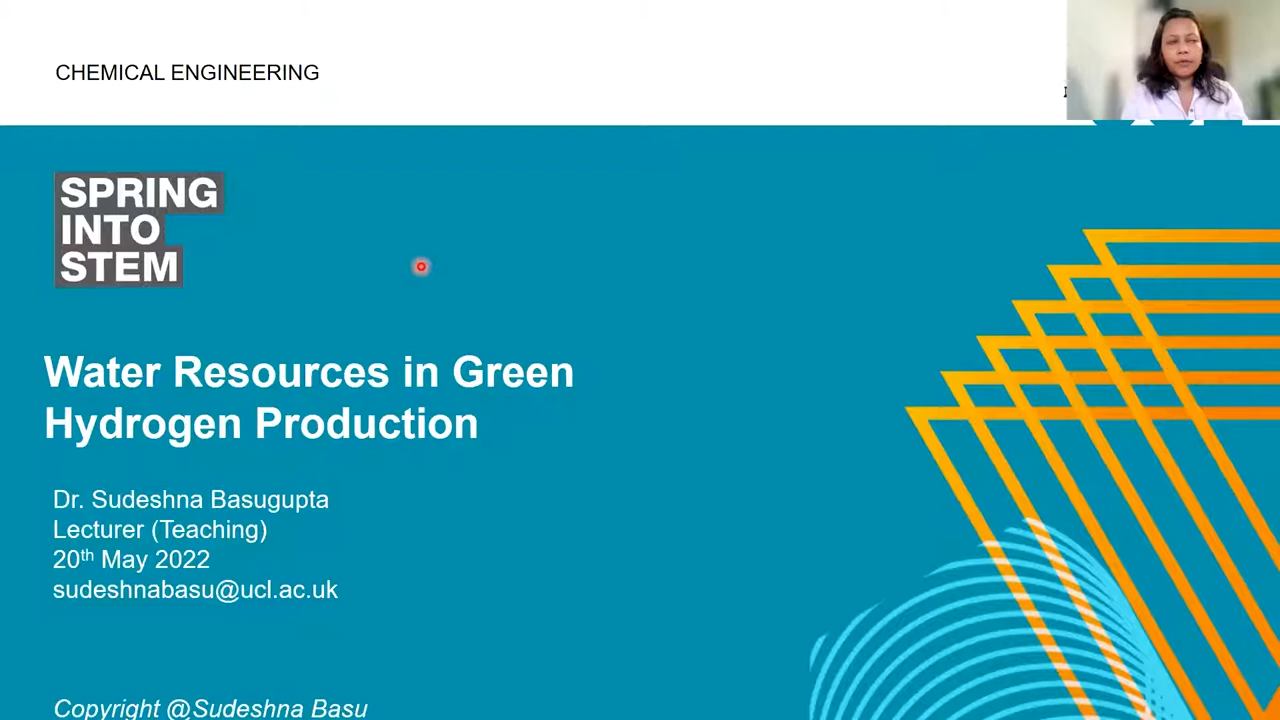 CHEMICAL ENGINEERING
SPRING
INTO
STEM
Water Resources in Green
Hydrogen Production
Dr. Sudeshna Basugupta
Lecturer (Teaching)
20th May 2022
sudeshnabasu@ucl.ac.uk
Copyright @Sudeshna Basu